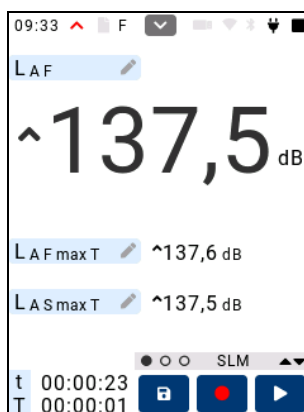 09:33 F
LAF
^137,5 dB
LAFmaxT ^137,6 dB
LASmaxT ^137,5 dB
SLM
t 00:00:23
T 00:00:01